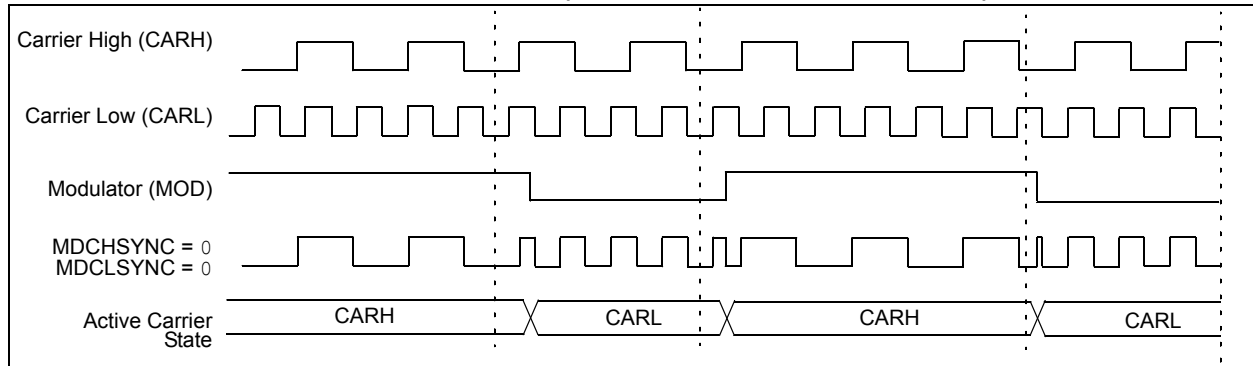 Carrier High (CARH)
Carrier Low (CARL)
Modulator (MOD)
MDCHSYNC = 0
MDCLSYNC = 0
Active Carrier
State
CARH
CARL
CARH
CARL